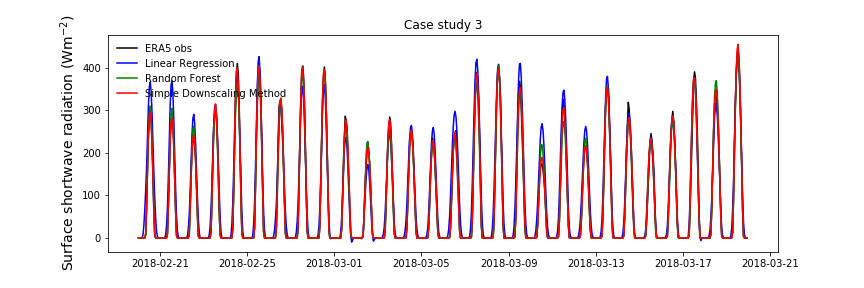 Case study 3
Surface shortwave radiation (Wm⁻²)
400
300
200
100
0
ERA5 obs
Linear Regression
Random Forest
Simple Downscaling Method
2018-02-21
2018-02-25
2018-03-01
2018-03-05
2018-03-09
2018-03-13
2018-03-17
2018-03-21